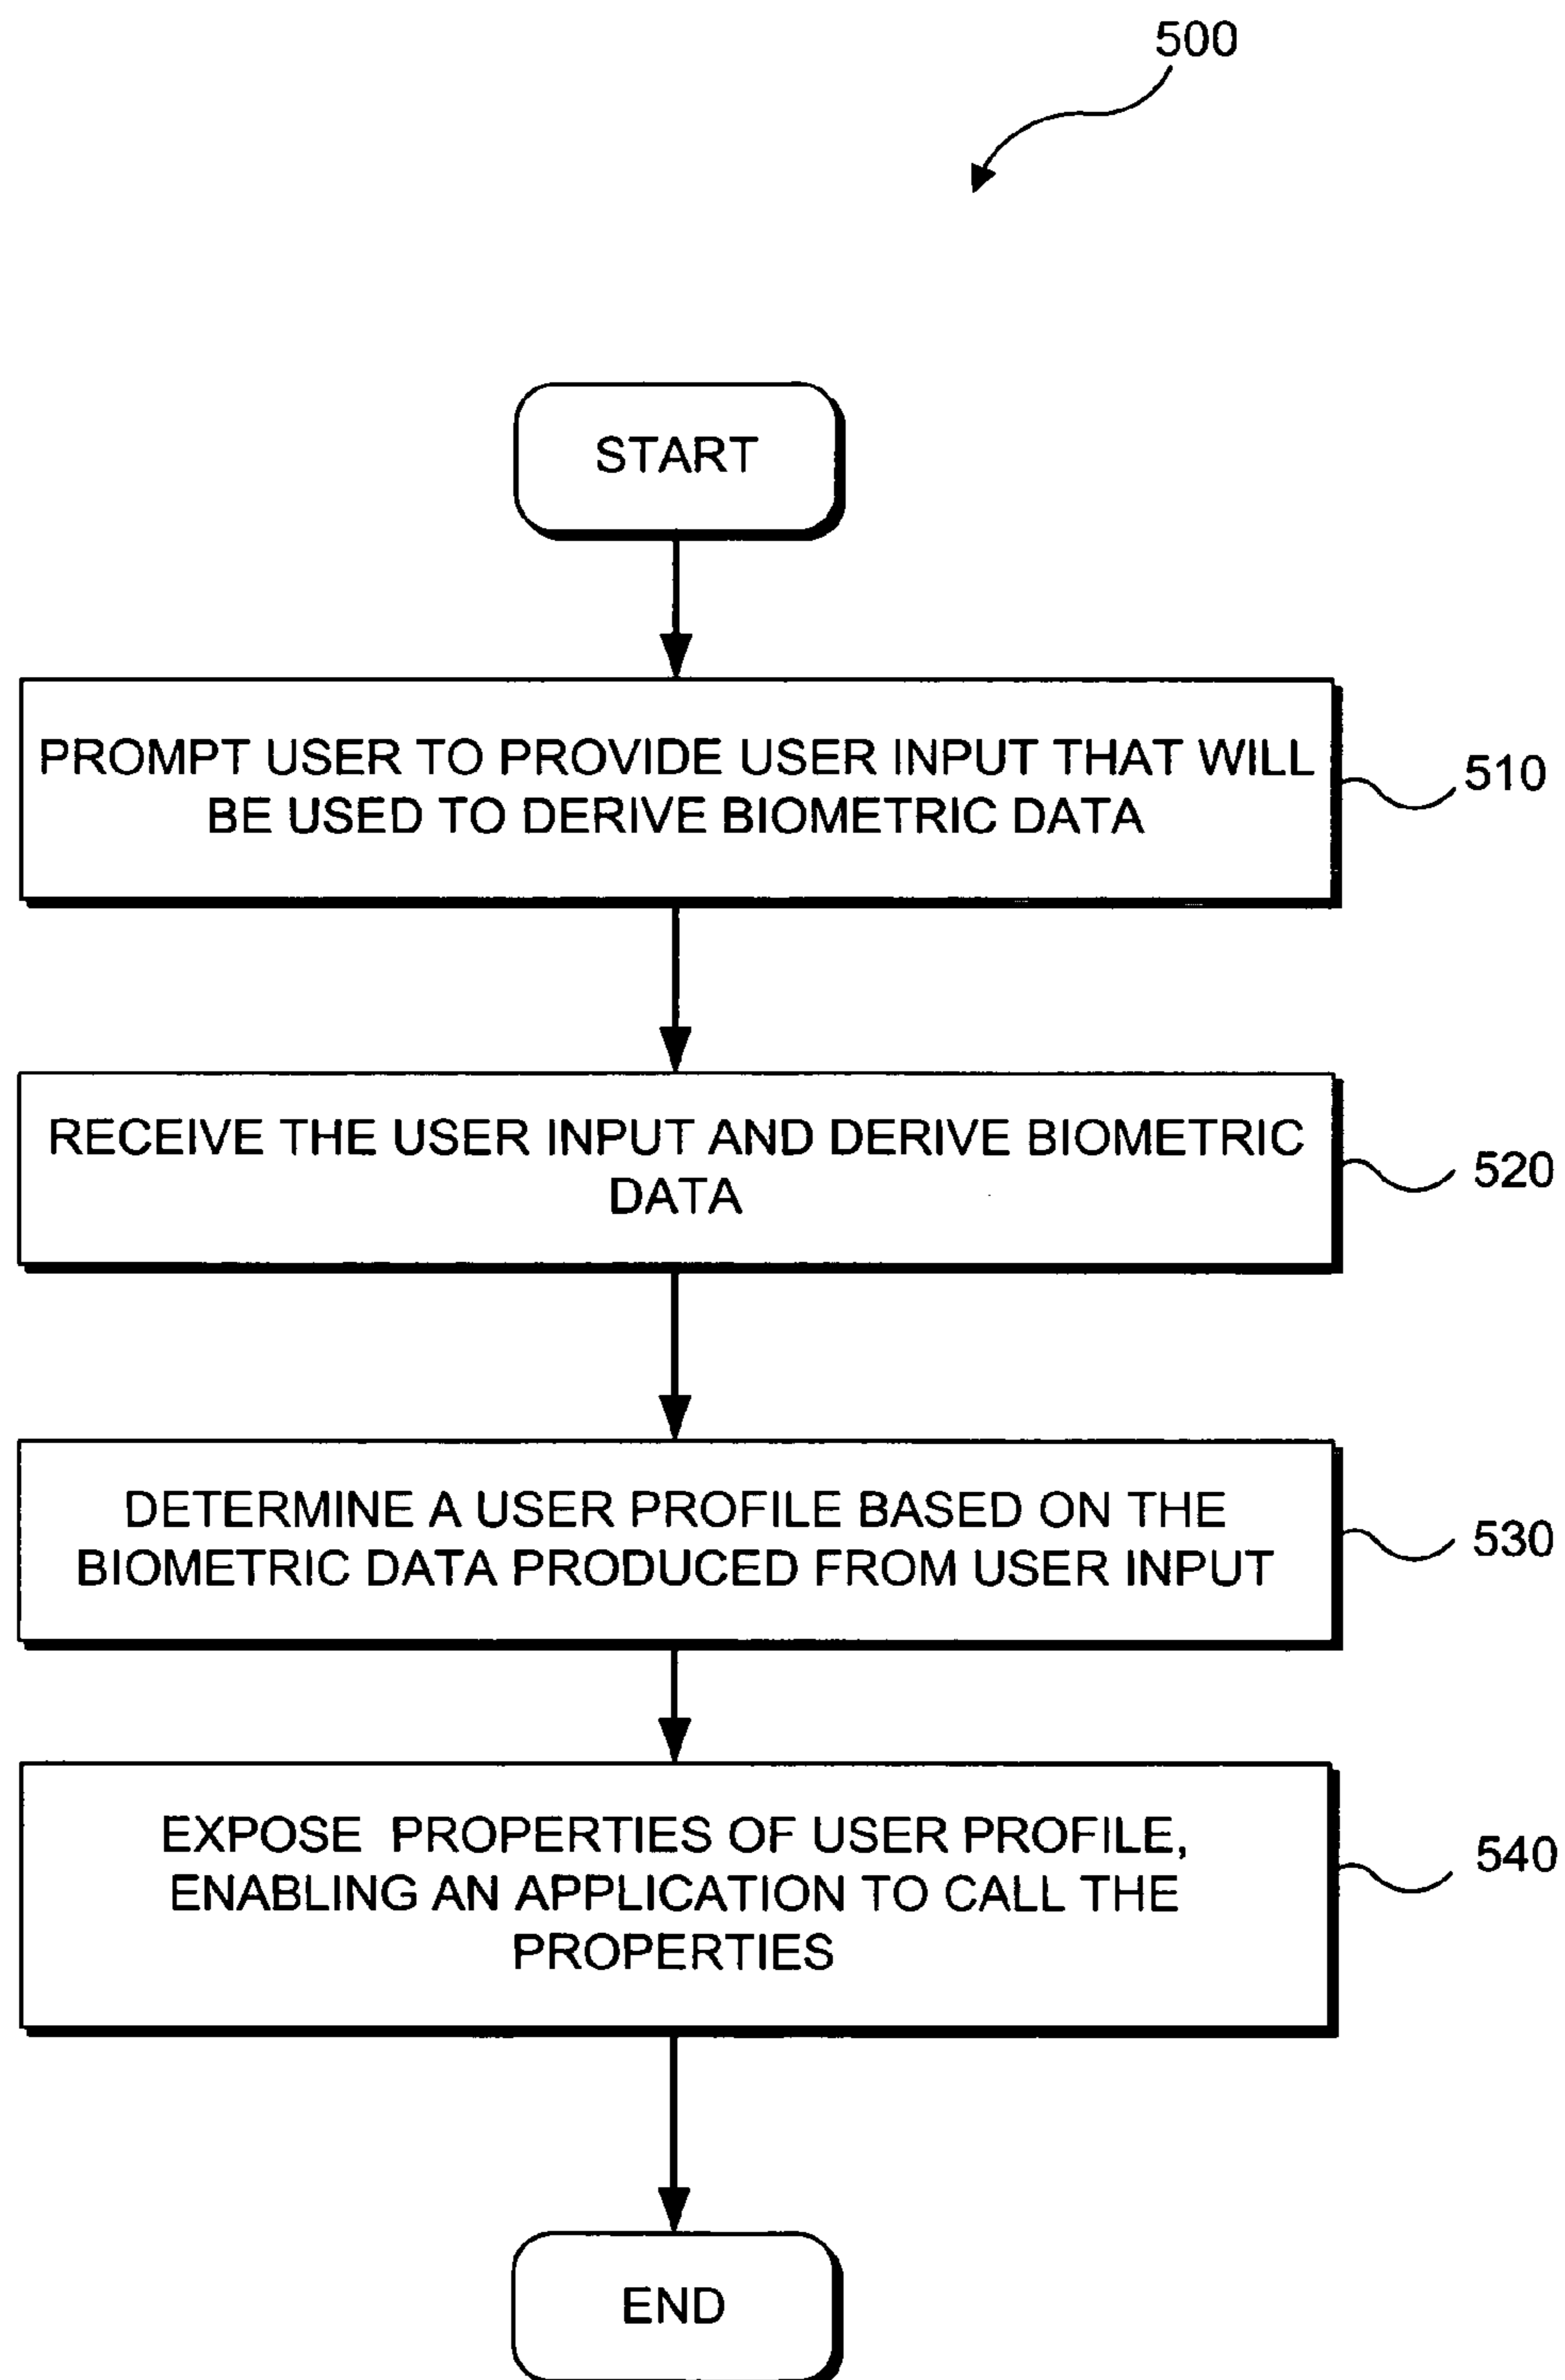 500
START
PROMPT USER TO PROVIDE USER INPUT THAT WILL
BE USED TO DERIVE BIOMETRIC DATA
510
RECEIVE THE USER INPUT AND DERIVE BIOMETRIC
DATA
520
DETERMINE A USER PROFILE BASED ON THE
BIOMETRIC DATA PRODUCED FROM USER INPUT
530
EXPOSE PROPERTIES OF USER PROFILE,
ENABLING AN APPLICATION TO CALL THE
PROPERTIES
540
END